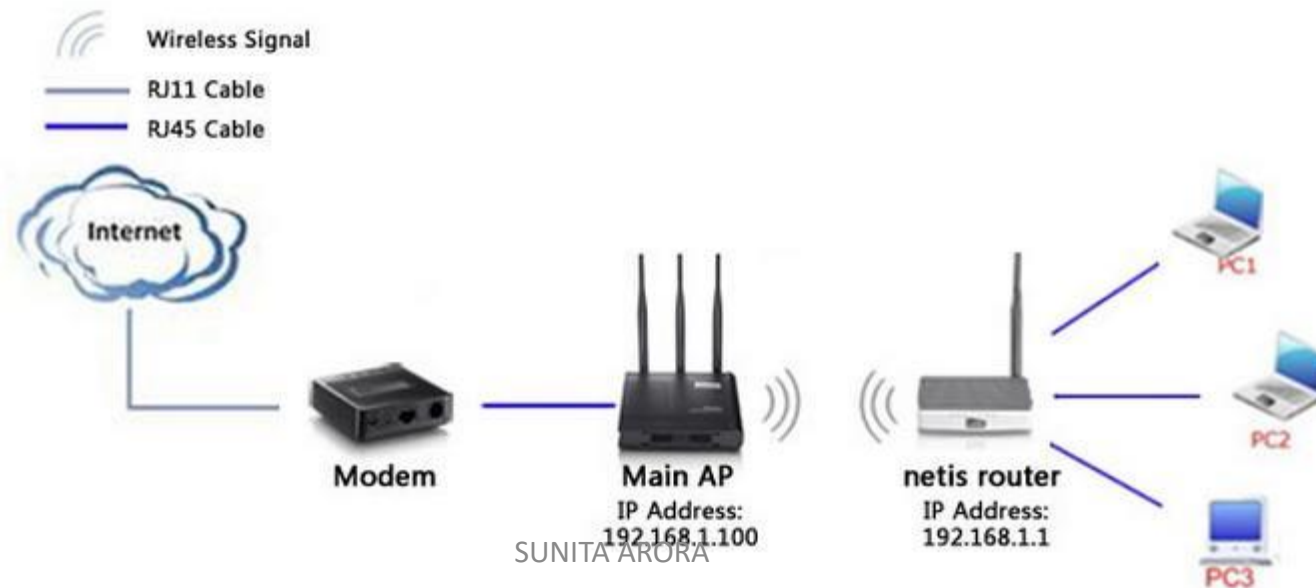 Wireless Signal
RJ11 Cable
RJ45 Cable
Internet
Modem
Main AP
IP Address:
192.168.1.100
netis router
IP Address:
192.168.1.1
PC1
PC2
PC3
SUNITA ARORA